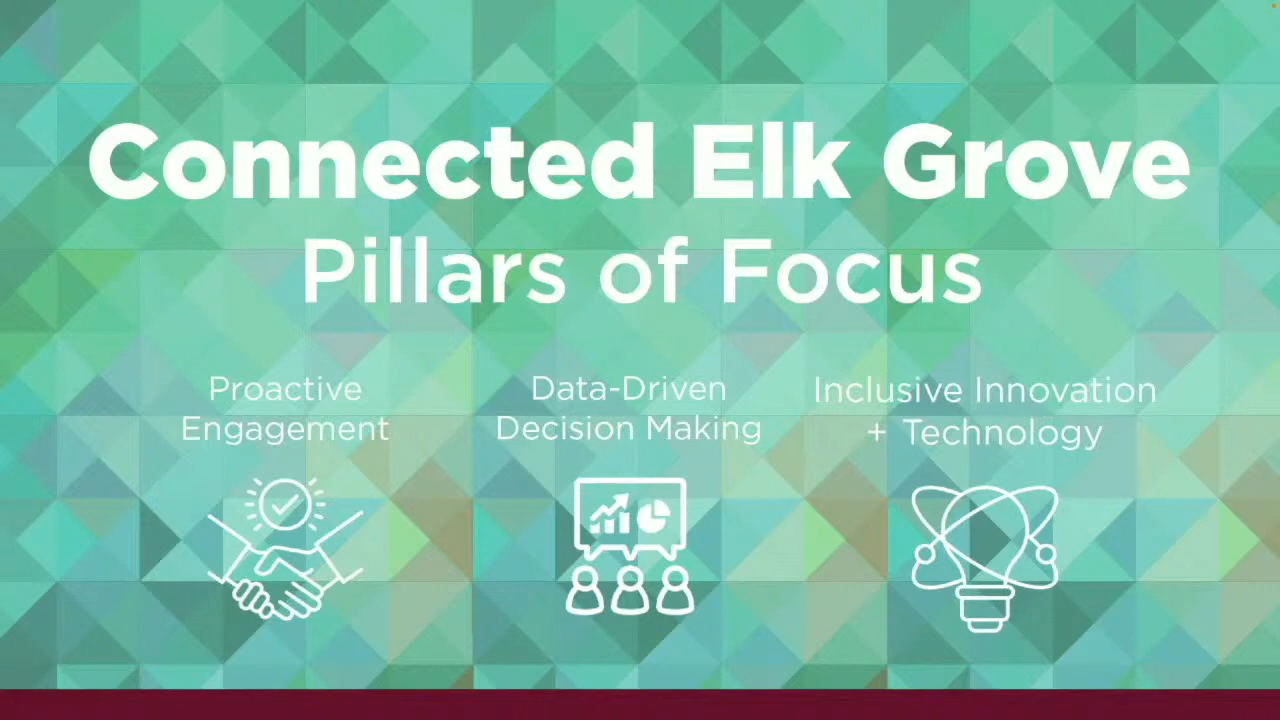 Connected Elk Grove
Pillars of Focus
Proactive
Engagement
Data-Driven
Decision Making
Inclusive Innovation
+ Technology